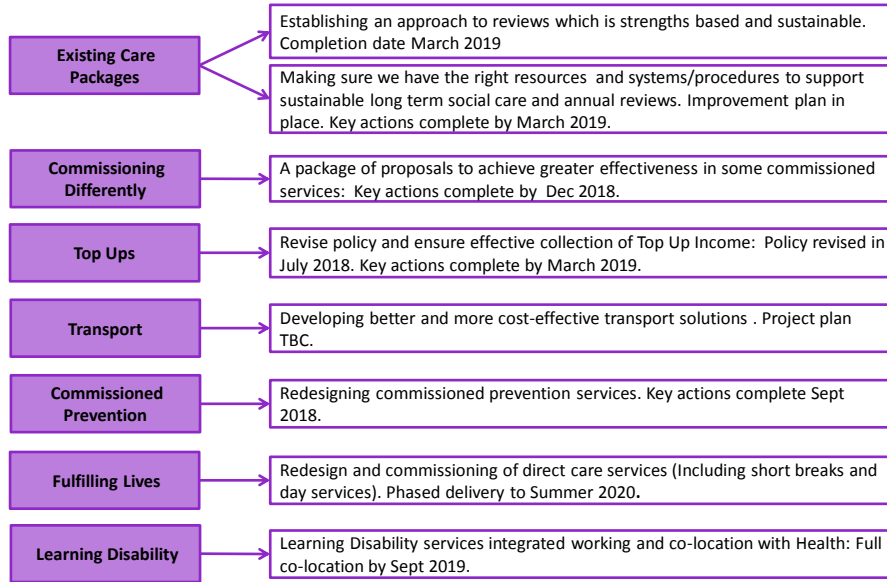 Existing Care
Packages
Establishing an approach to reviews which is strengths based and sustainable.
Completion date March 2019
Making sure we have the right resources and systems/procedures to support
sustainable long term social care and annual reviews. Improvement plan in
place. Key actions complete by March 2019.
Commissioning
Differently
A package of proposals to achieve greater effectiveness in some commissioned
services: Key actions complete by Dec 2018.
Top Ups
Revise policy and ensure effective collection of Top Up Income: Policy revised in
July 2018. Key actions complete by March 2019.
Transport
Developing better and more cost-effective transport solutions . Project plan
TBC.
Commissioned
Prevention
Redesigning commissioned prevention services. Key actions complete Sept
2018.
Fulfilling Lives
Redesign and commissioning of direct care services (Including short breaks and
day services). Phased delivery to Summer 2020.
Learning Disability
Learning Disability services integrated working and co-location with Health: Full
co-location by Sept 2019.